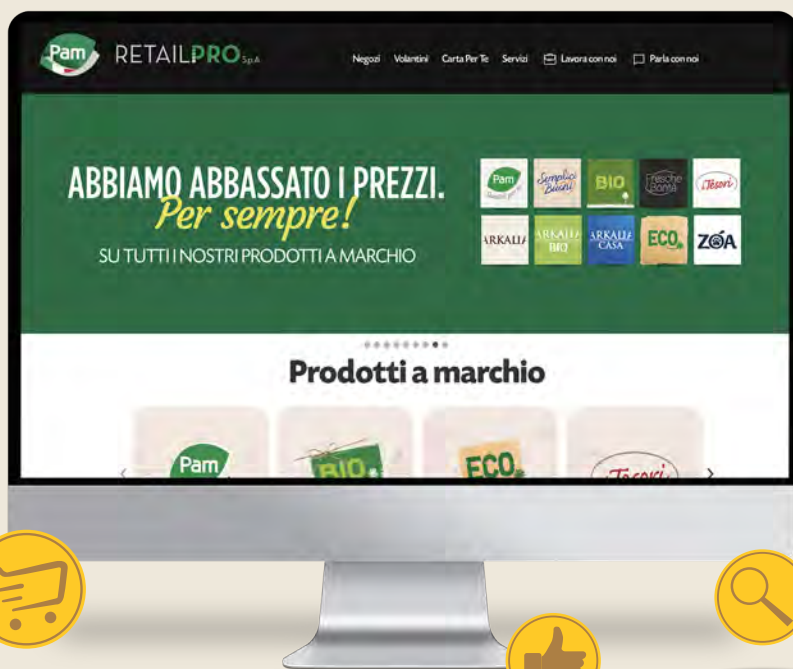 Pam RETAILPRO S.p.A.
Negozi Volantini Carta Per Te Servizi Lavora con noi Parla con noi
ABBIAMO ABBASSATO I PREZZI.
Per sempre!
SU TUTTI I NOSTRI PRODOTTI A MARCHIO
Pam Semplici Buoni BIO Fresche Bontà i Tesori
ARKALIA ARKALIA BIO ARKALIA CASA ECO ZÓA
Prodotti a marchio
Pam BIO ECO i Tesori